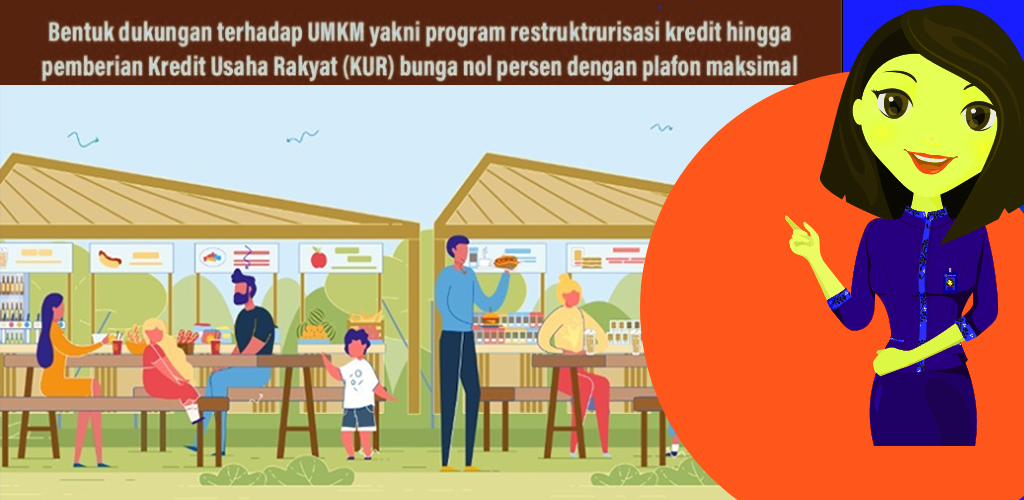 Bentuk dukungan terhadap UMKM yakni program restruktrurisasi kredit hingga
pemberian Kredit Usaha Rakyat (KUR) bunga nol persen dengan plafon maksimal